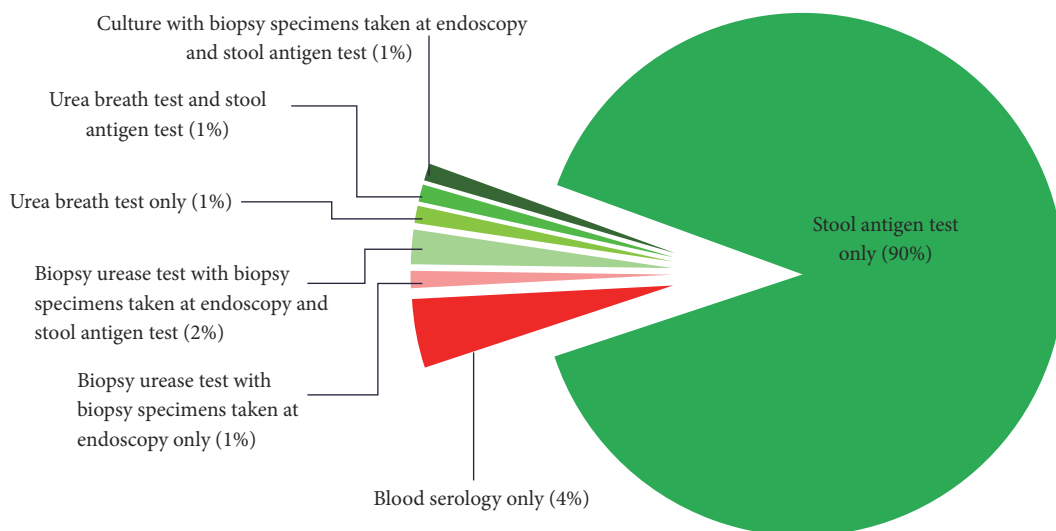 Culture with biopsy specimens taken at endoscopy
and stool antigen test (1%)
Urea breath test and stool
antigen test (1%)
Urea breath test only (1%)
Biopsy urease test with biopsy
specimens taken at endoscopy and
stool antigen test (2%)
Biopsy urease test with
biopsy specimens taken at
endoscopy only (1%)
Blood serology only (4%)
Stool antigen test
only (90%)